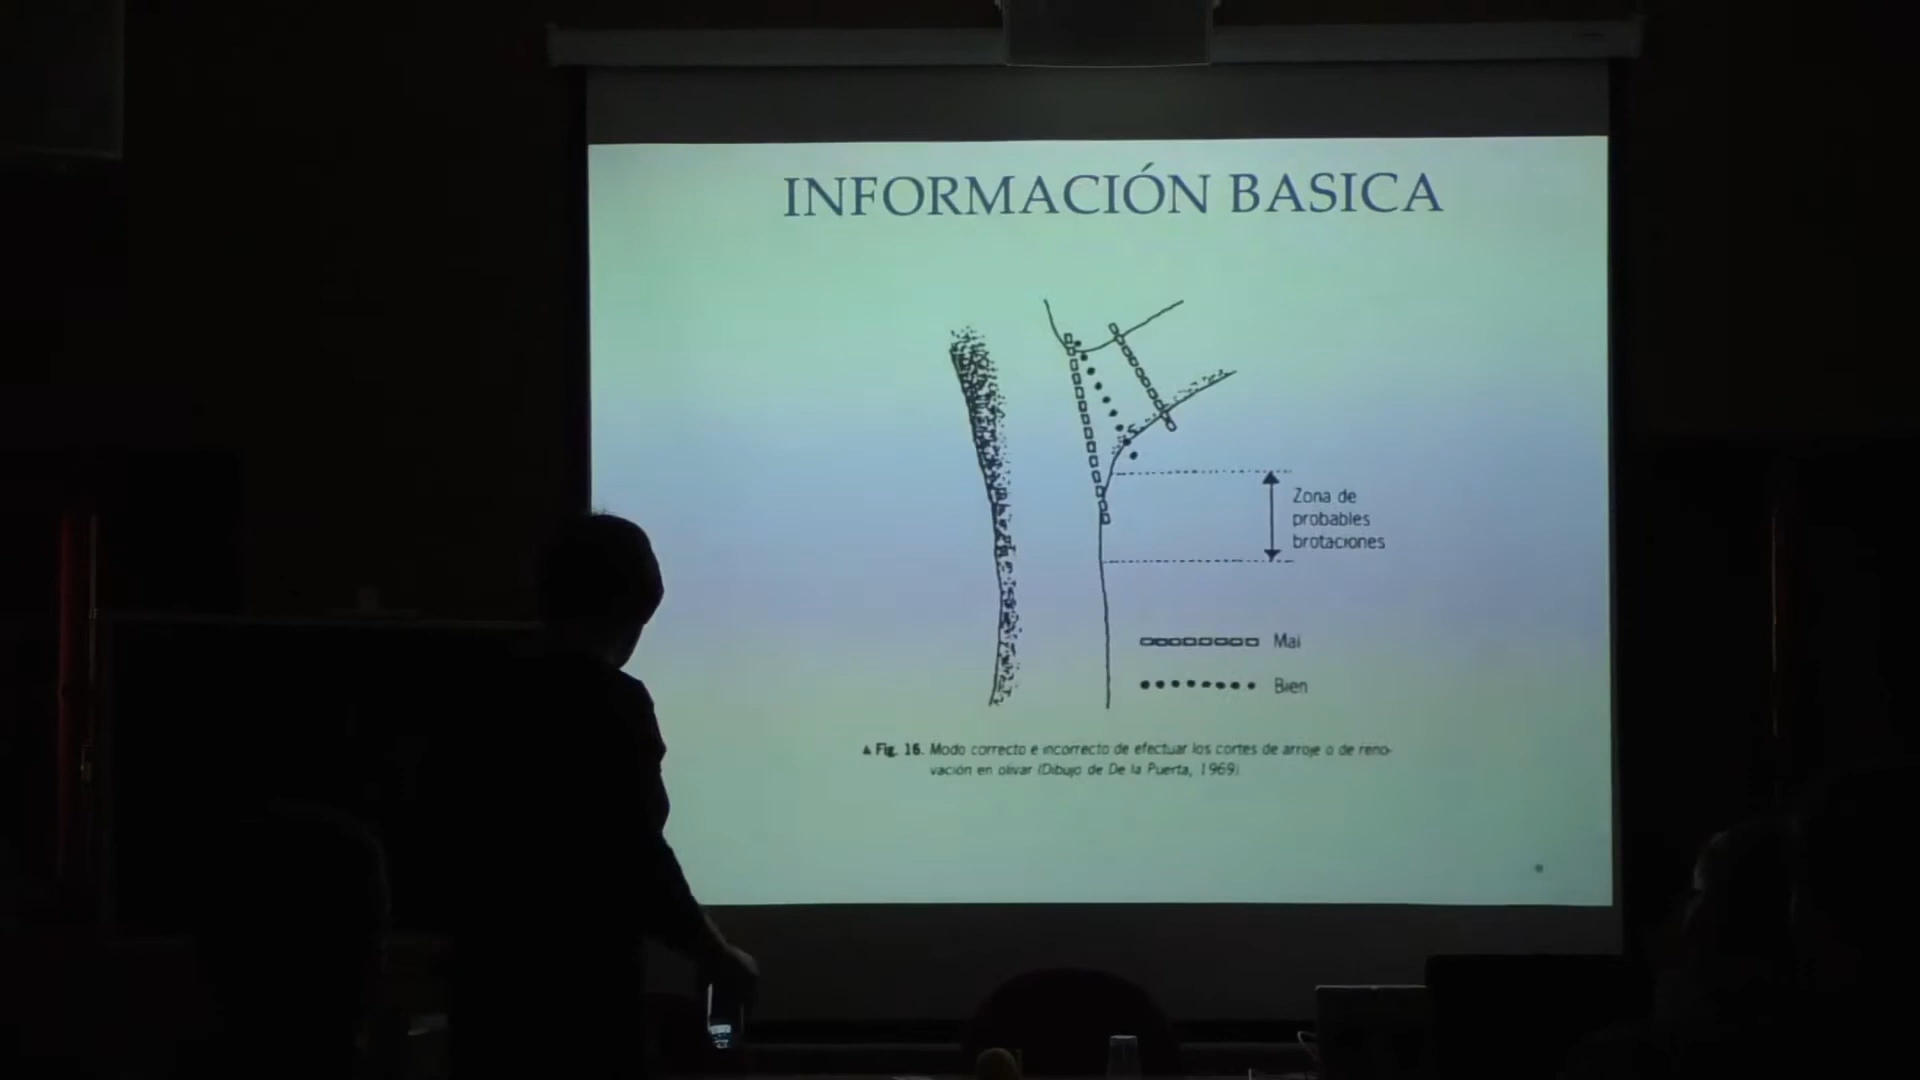 INFORMACIÓN BASICA
Zona de
probables
brotaciones
Mal
Bien
▲ Fig. 16. Modo correcto e incorrecto de efectuar los cortes de arroje o de reno-
vación en olivar (Dibujo de De la Puerta, 1969)